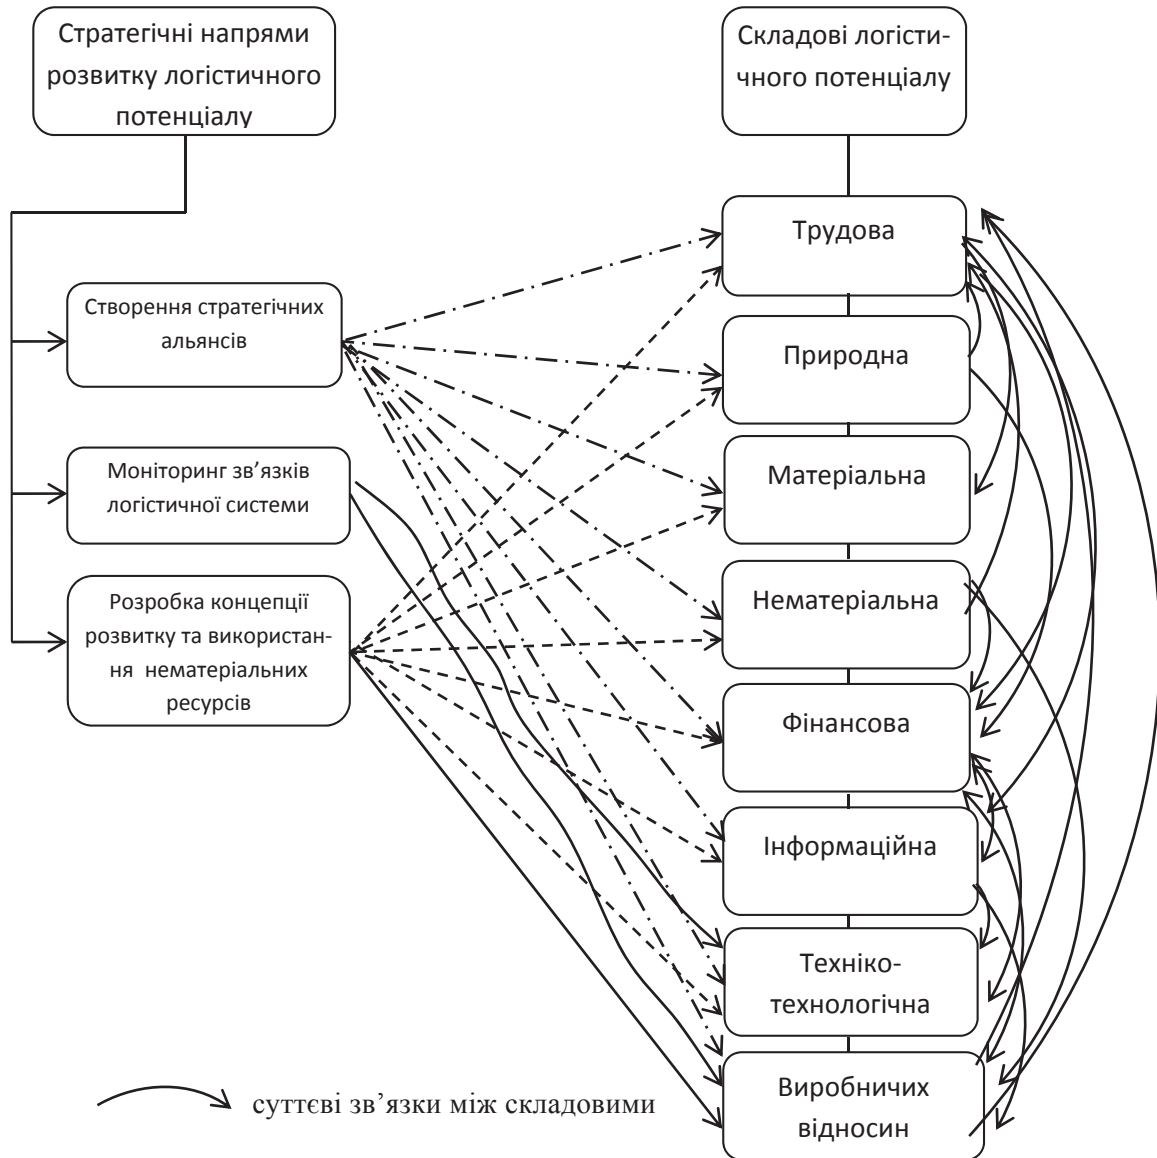 Стратегічні напрями
розвитку логістичного
потенціалу
Складові логісти-
чного потенціалу
Створення стратегічних
альянсів
Моніторинг зв’язків
логістичної системи
Розробка концепції
розвитку та використан-
ня нематеріальних
ресурсів
Трудова
Природна
Матеріальна
Нематеріальна
Фінансова
Інформаційна
Техніко-
технологічна
Виробничих
відносин
суттєві зв’язки між складовими